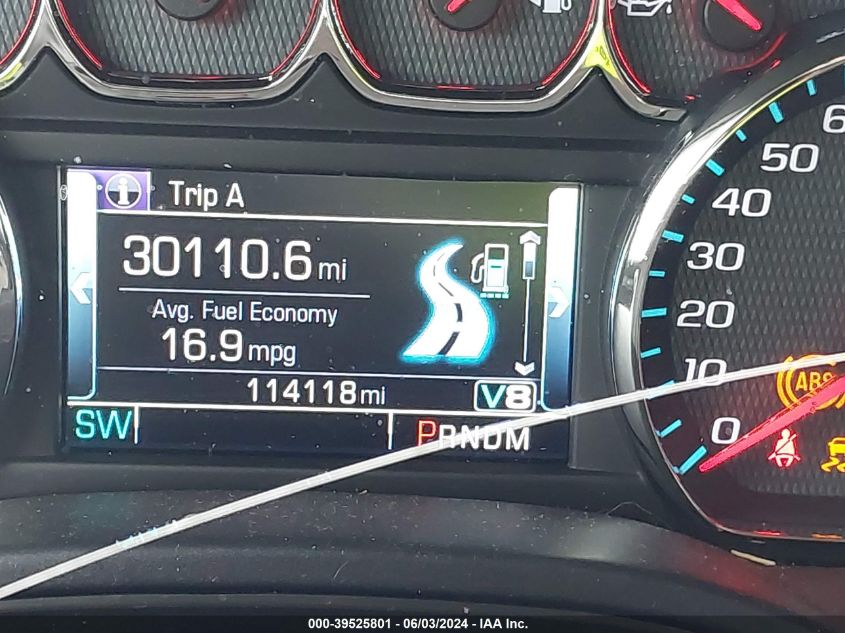 Trip A
30110.6 mi
Avg. Fuel Economy
16.9 mpg
114118 mi
V8
SW
PRNDM
50
40
30
20
10
0
ABS
000-39525801 - 06/03/2024 - IAA Inc.